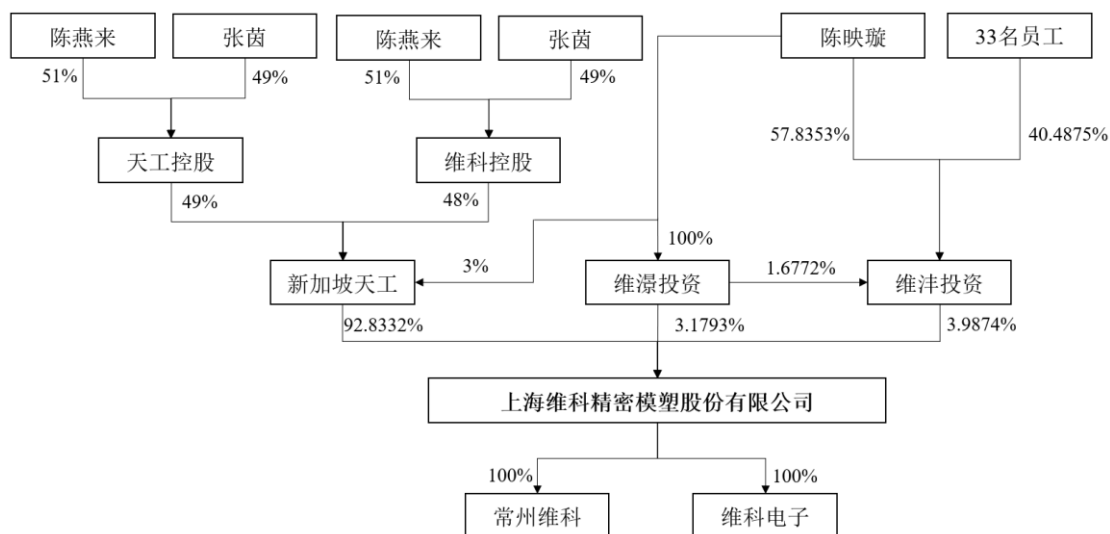 陈燕来
张茵
陈燕来
张茵
陈映璇
33名员工
51%
49%
51%
49%
57.8353%
40.4875%
天工控股
维科控股
49%
48%
3%
100%
1.6772%
新加坡天工
维澋投资
维沣投资
92.8332%
3.1793%
3.9874%
上海维科精密模塑股份有限公司
100%
100%
常州维科
维科电子